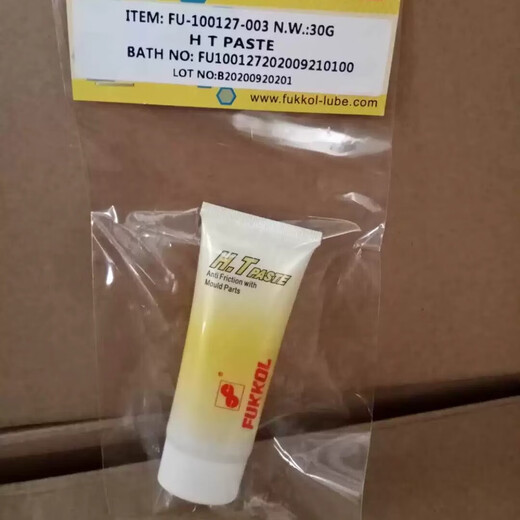 ITEM: FU-100127-003 N.W.:30G
H T PASTE
BATH NO: FU100127202009210100
LOT NO:B20200920201
www.fukkol-lube.com
H.T PASTE
Anti Friction with
Mould Parts
® FUKKOL